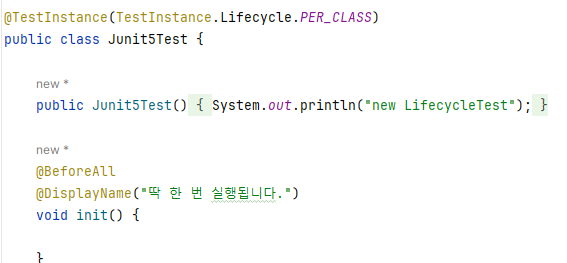 @TestInstance(TestInstance.Lifecycle.PER_CLASS)
public class Junit5Test {
new *
public Junit5Test() { System.out.println("new LifecycleTest"); }
new *
@BeforeAll
@DisplayName("딱 한 번 실행됩니다.")
void init() {
}